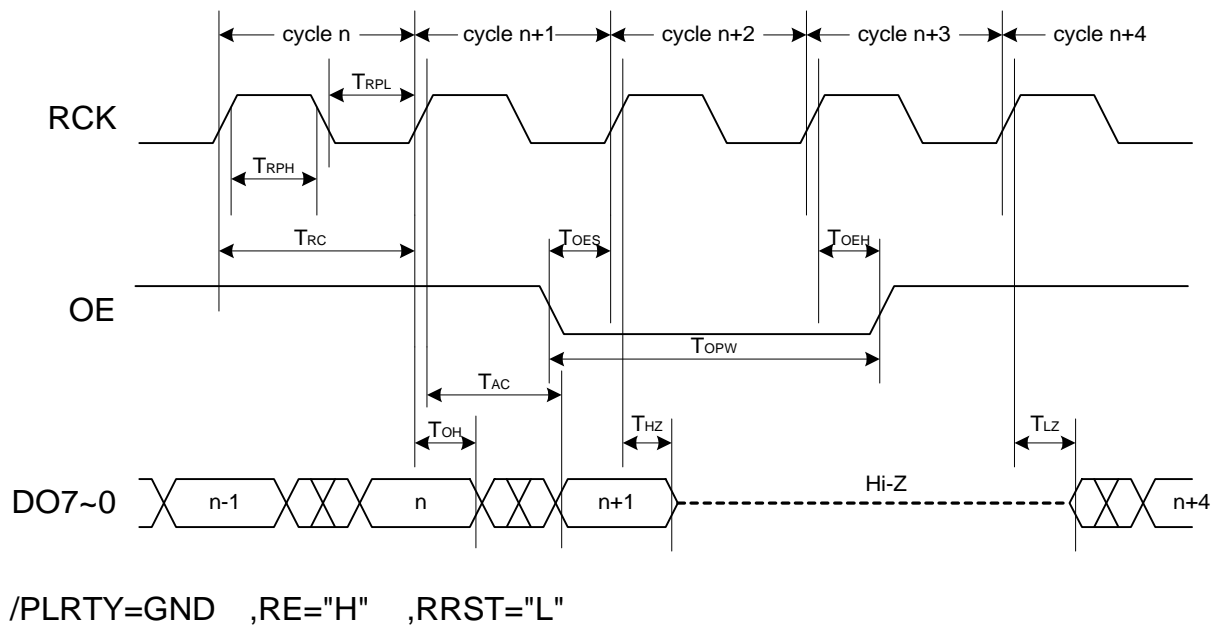 cycle n cycle n+1 cycle n+2 cycle n+3 cycle n+4
TRPL
RCK
TRPH
TRC TOES TOEH
OE
TOPW
TAC
TOH THZ TLZ
DO7~0 n-1 n n+1 Hi-Z n+4
/PLRTY=GND ,RE="H" ,RRST="L"